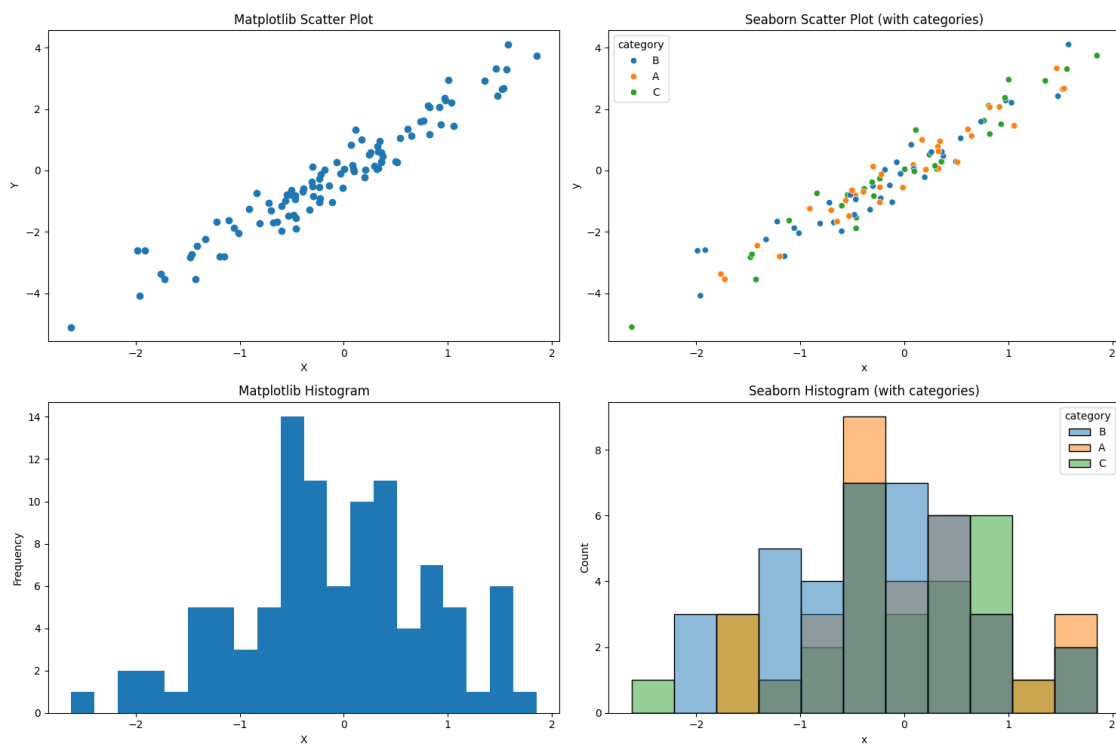 Matplotlib Scatter Plot
4
2
0
−2
−4
Y
−2 −1 0 1 2
X
Seaborn Scatter Plot (with categories)
category
B
A
C
4
2
0
−2
−4
y
−2 −1 0 1 2
x
Matplotlib Histogram
14
12
10
8
6
4
2
0
Frequency
−2 −1 0 1 2
X
Seaborn Histogram (with categories)
category
B
A
C
8
6
4
2
0
Count
−2 −1 0 1 2
x